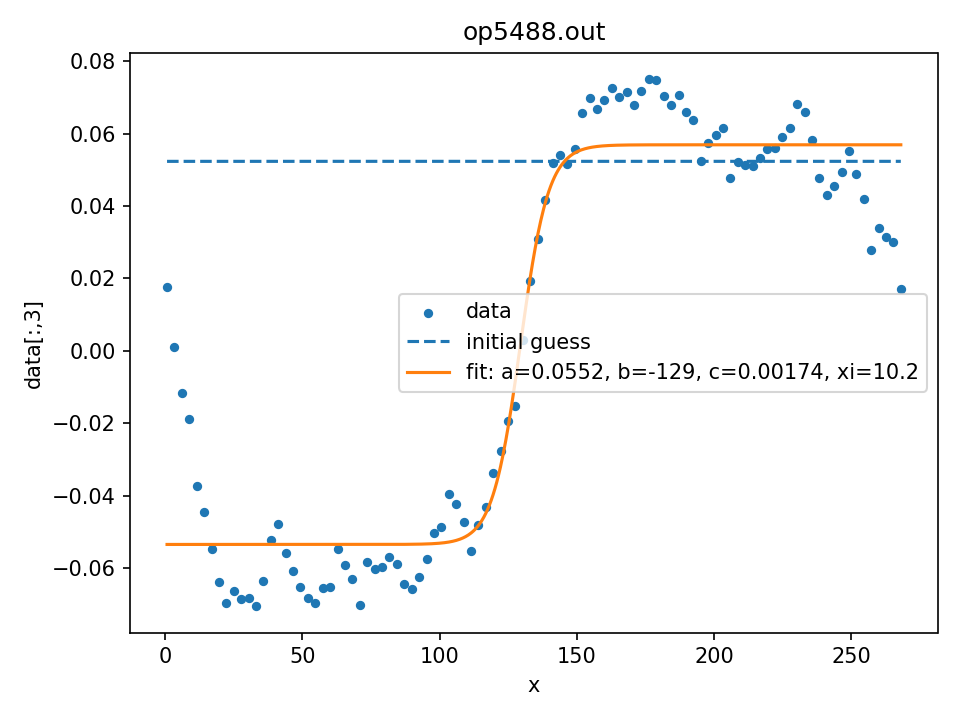 op5488.out
0.08
0.06
0.04
0.02
0.00
−0.02
−0.04
−0.06
data[:,3]
data
initial guess
fit: a=0.0552, b=-129, c=0.00174, xi=10.2
0 50 100 150 200 250
x